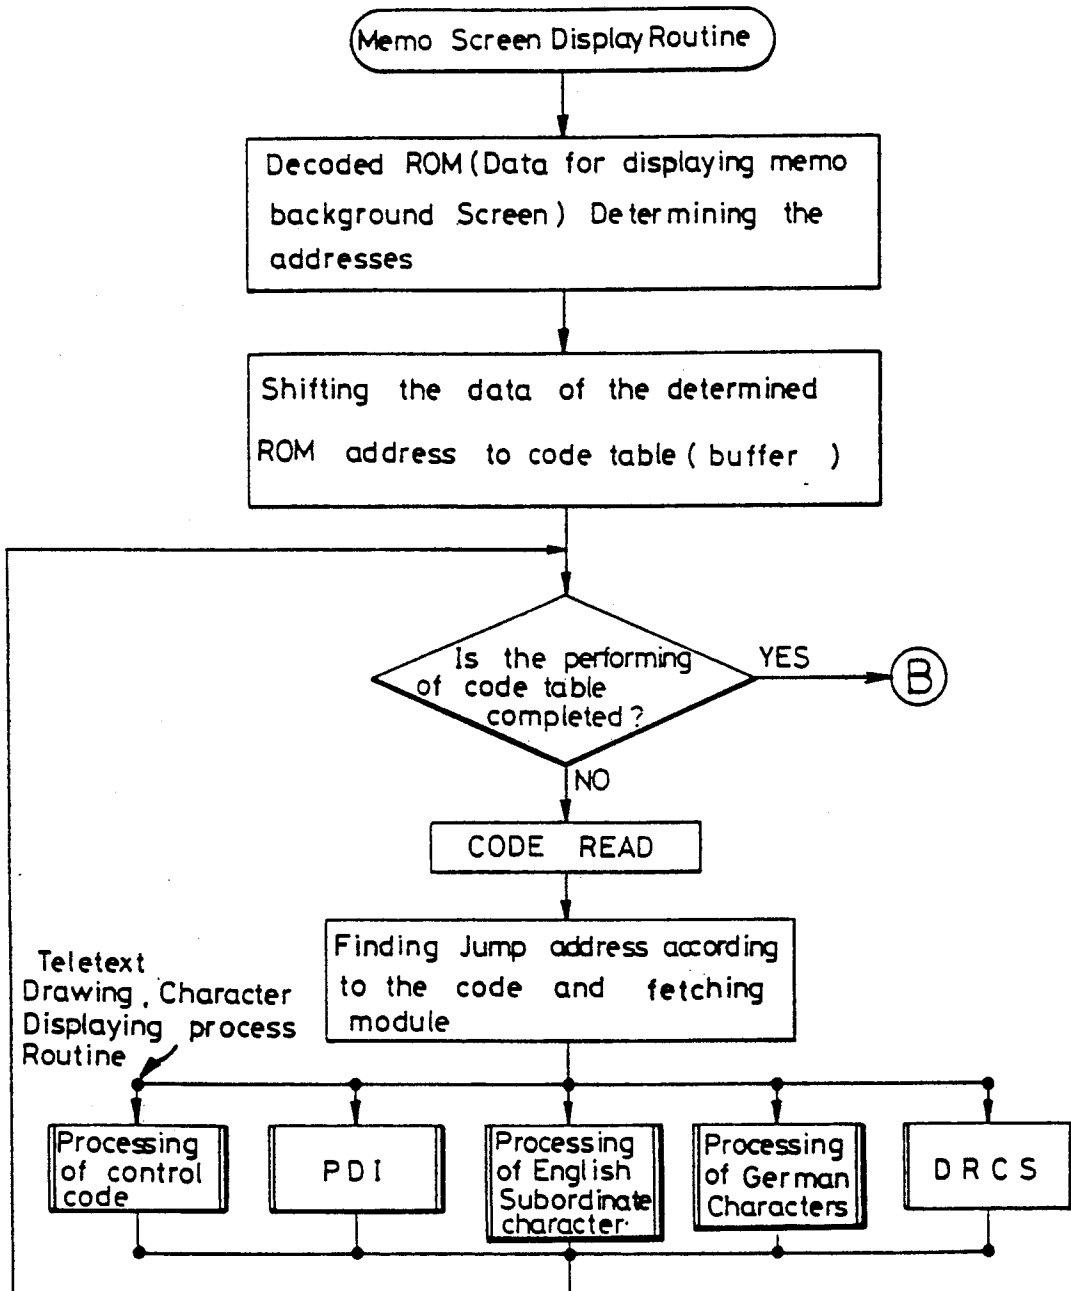 Memo Screen Display Routine
Decoded ROM (Data for displaying memo
background Screen) Determining the
addresses
Shifting the data of the determined
ROM address to code table ( buffer )
Is the performing
of code table
completed ?
YES
B
NO
CODE READ
Finding Jump address according
to the code and fetching
module
Teletext
Drawing , Character
Displaying process
Routine
Processing
of control
code
PDI
Processing
of English
Subordinate
character.
Processing
of German
Characters
DRCS